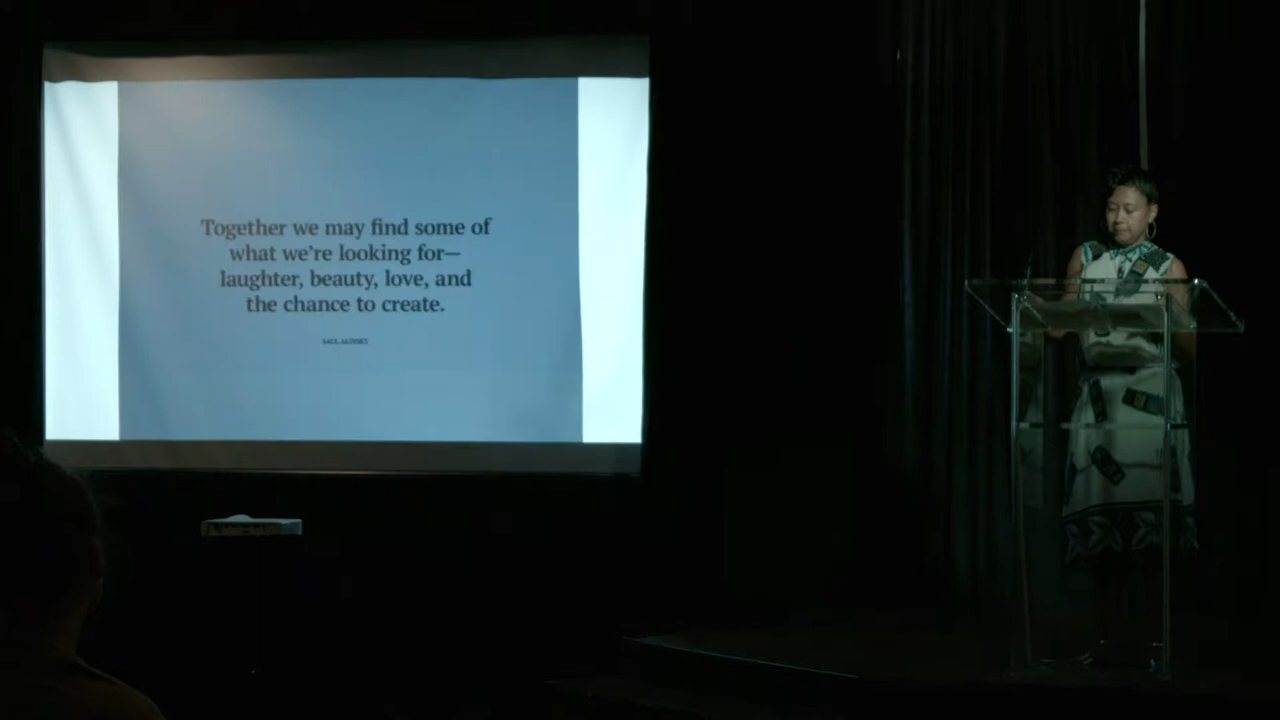 Together we may find some of
what we're looking for—
laughter, beauty, love, and
the chance to create.